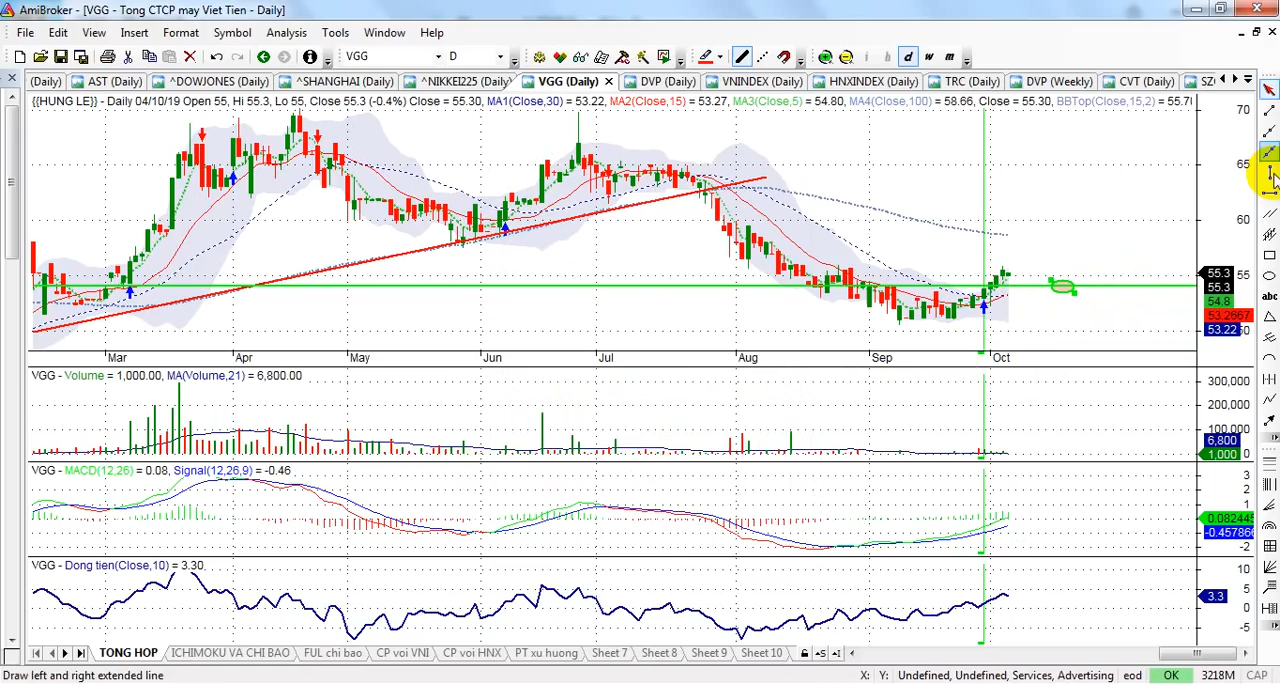 AmiBroker - [VGG - Tong CTCP may Viet Tien - Daily]
File Edit View Insert Format Symbol Analysis Tools Window Help
VGG D d w m
(Daily) AST (Daily) ^DOWJONES (Daily) ^SHANGHAI (Daily) ^NIKKEI225 (Daily) VGG (Daily) DVP (Daily) VNINDEX (Daily) HNXINDEX (Daily) TRC (Daily) DVP (Weekly) CVT (Daily)
{{HUNG LE}} - Daily 04/10/19 Open 55, Hi 55.3, Lo 55, Close 55.3 (-0.4%) Close = 55.30, MA1(Close,30) = 53.22, MA2(Close,15) = 53.27, MA3(Close,5) = 54.80, MA4(Close,100) = 58.66, Close = 55.30, BBTop(Close,15,2) = 55.7
70
65
60
55
55.3
55.3
54.8
53.2667
53.22
abc
Mar Apr May Jun Jul Aug Sep Oct
VGG - Volume = 1,000.00, MA(Volume,21) = 6,800.00
300,000
200,000
100,000
6,800
1,000 0
VGG - MACD(12,26) = 0.08, Signal(12,26,9) = -0.46
3
2
1
0.082445
-0.457866
-2
VGG - Dong tien(Close,10) = 3.30
10
5
3.3
0
-5
TONG HOP ICHIMOKU VA CHI BAO FUL chi bao CP voi VNI CP voi HNX PT xu huong Sheet 7 Sheet 8 Sheet 9 Sheet 10
Draw left and right extended line X: Y: Undefined, Undefined, Services, Advertising eod OK 3218M CAP